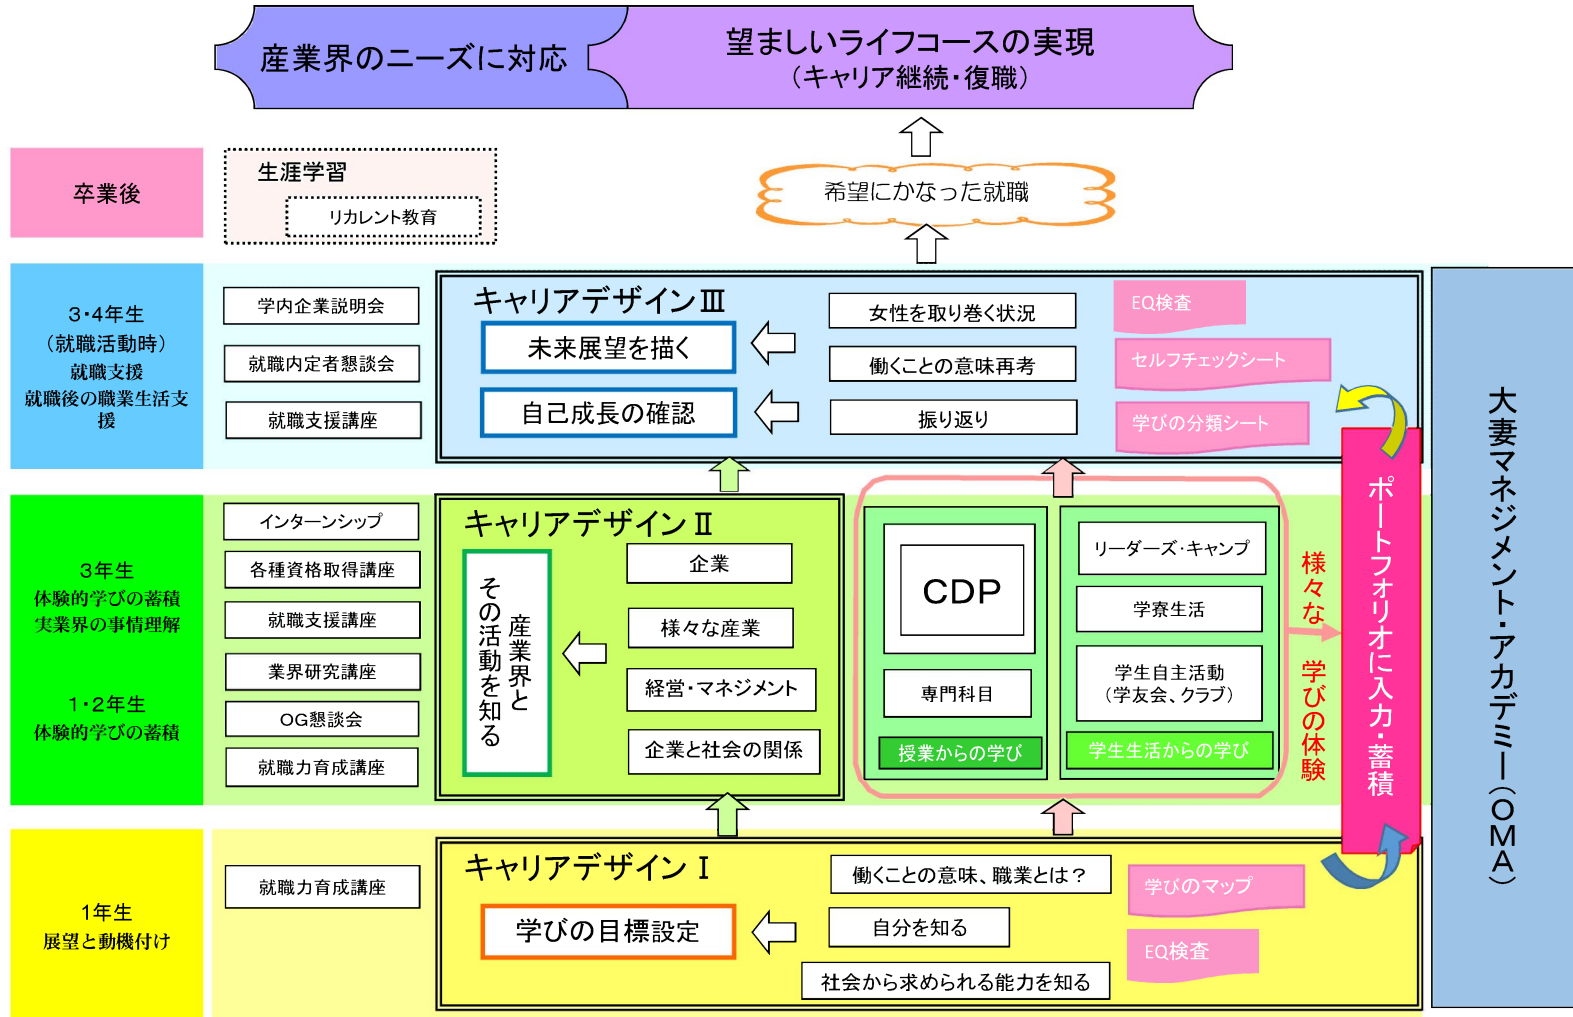 産業界のニーズに対応
望ましいライフコースの実現
（キャリア継続・復職）
卒業後
生涯学習
リカレント教育
希望にかなった就職
3・4年生
（就職活動時）
就職支援
就職後の職業生活支
援
学内企業説明会
就職内定者懇談会
就職支援講座
キャリアデザインⅢ
未来展望を描く
自己成長の確認
女性を取り巻く状況
働くことの意味再考
振り返り
EQ検査
セルフチェックシート
学びの分類シート
3年生
体験的学びの蓄積
実業界の事情理解
1・2年生
体験的学びの蓄積
インターンシップ
各種資格取得講座
就職支援講座
業界研究講座
OG懇談会
就職力育成講座
キャリアデザインⅡ
産業界と
その活動を知る
企業
様々な産業
経営・マネジメント
企業と社会の関係
CDP
専門科目
授業からの学び
リーダーズ・キャンプ
学寮生活
学生自主活動
（学友会、クラブ）
学生生活からの学び
様々な
学びの体験
ポートフォリオに入力・蓄積
大妻マネジメント・アカデミー（OMA）
1年生
展望と動機付け
就職力育成講座
キャリアデザインⅠ
学びの目標設定
働くことの意味、職業とは？
自分を知る
社会から求められる能力を知る
学びのマップ
EQ検査